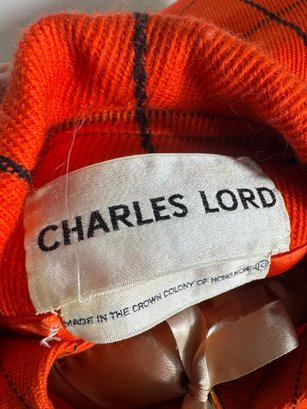 CHARLES LORD
MADE IN THE CROWN COLONY OF HONG KONG